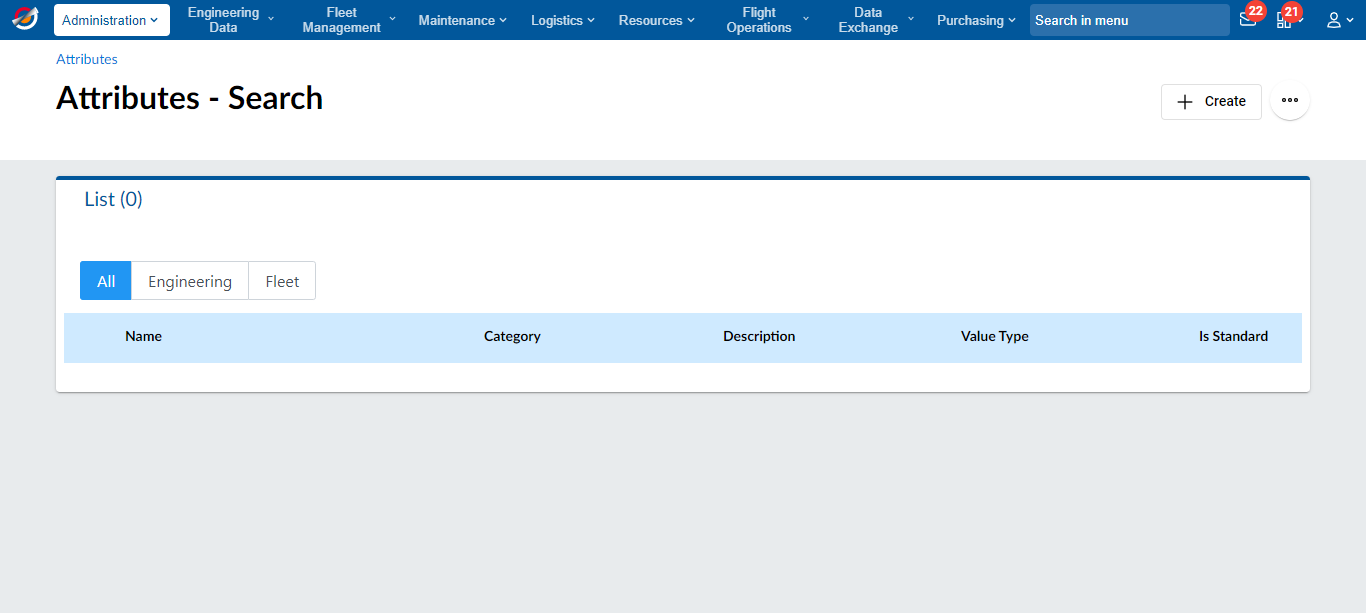 Administration
Engineering
Data
Fleet
Management
Maintenance
Logistics
Resources
Flight
Operations
Data
Exchange
Purchasing
Search in menu
22
21
Attributes
Attributes - Search
Create
List (0)
All Engineering Fleet
Name Category Description Value Type Is Standard